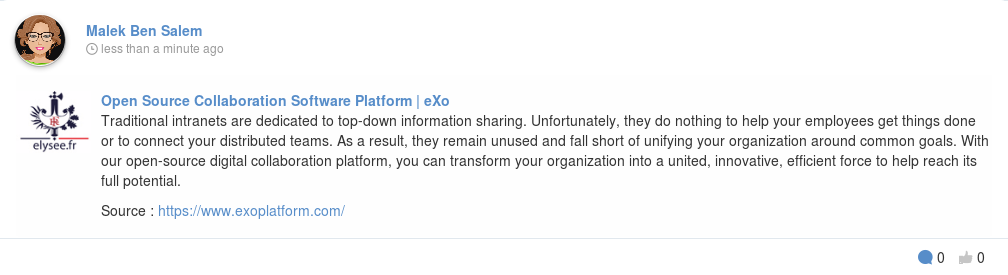 Malek Ben Salem
less than a minute ago
Open Source Collaboration Software Platform | eXo
Traditional intranets are dedicated to top-down information sharing. Unfortunately, they do nothing to help your employees get things done
or to connect your distributed teams. As a result, they remain unused and fall short of unifying your organization around common goals. With
our open-source digital collaboration platform, you can transform your organization into a united, innovative, efficient force to help reach its
full potential.
elysee.fr
Source : https://www.exoplatform.com/
0 0